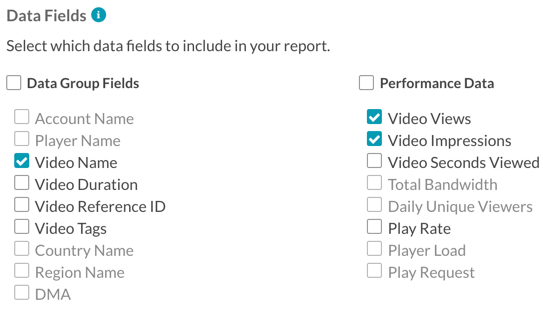 Data Fields i
Select which data fields to include in your report.
Data Group Fields
Account Name
Player Name
Video Name
Video Duration
Video Reference ID
Video Tags
Country Name
Region Name
DMA
Performance Data
Video Views
Video Impressions
Video Seconds Viewed
Total Bandwidth
Daily Unique Viewers
Play Rate
Player Load
Play Request